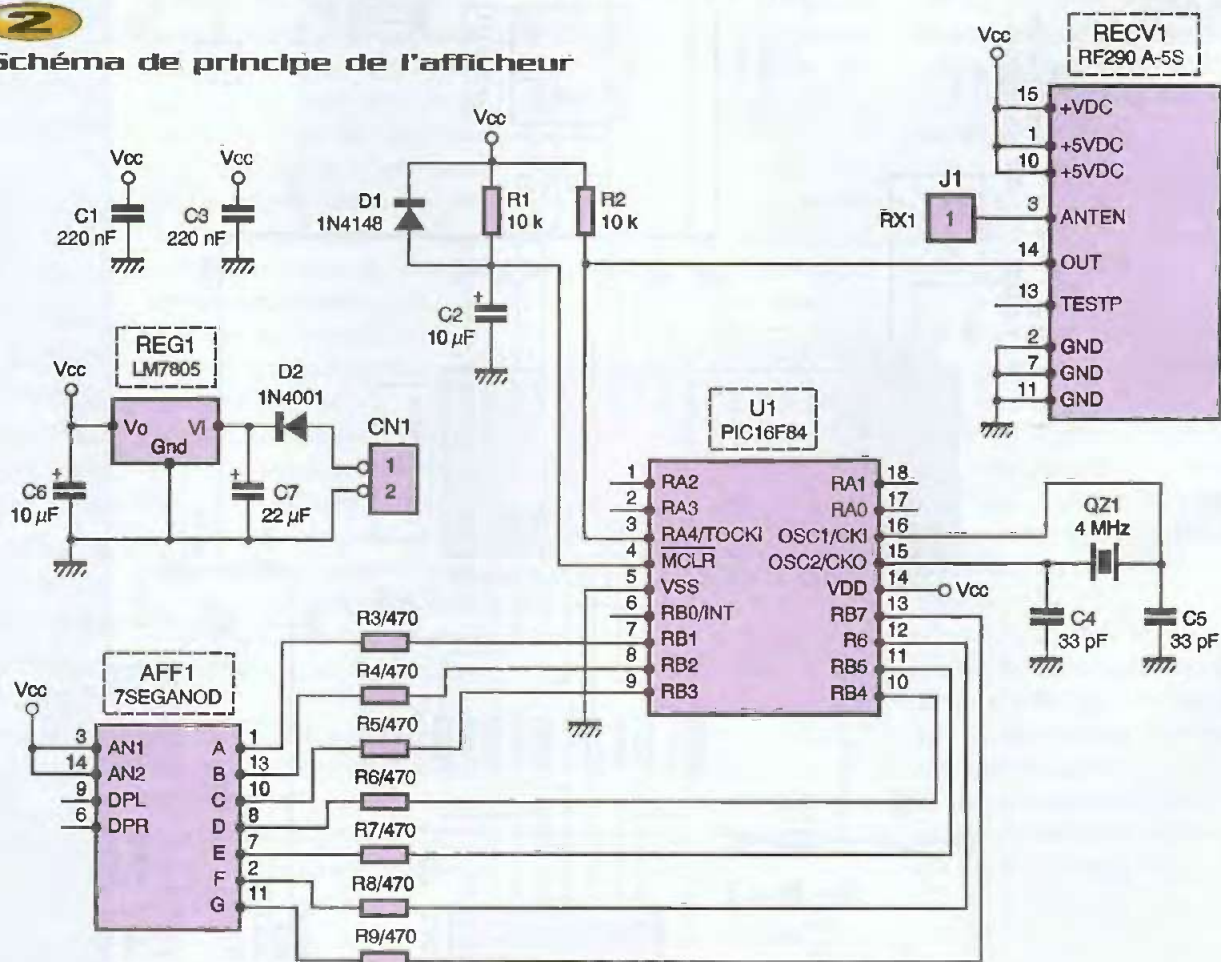 2
Schéma de principe de l'afficheur
Vcc
C1
220 nF
Vcc
C3
220 nF
Vcc
D1
1N4148
R1
10 k
R2
10 k
+
C2
10 µF
Vcc
RECV1
RF290 A-5S
15 +VDC
1 +5VDC
10 +5VDC
J1
RX1
1
3 ANTEN
14 OUT
13 TESTP
2 GND
7 GND
11 GND
Vcc
REG1
LM7805
Vo
VI
Gnd
D2
1N4001
CN1
1
2
+
C6
10 µF
+
C7
22 µF
U1
PIC16F84
1 RA2
2 RA3
3 RA4/TOCKI
4 MCLR
5 VSS
6 RB0/INT
7 RB1
8 RB2
9 RB3
RA1 18
RA0 17
OSC1/CKI 16
OSC2/CKO 15
VDD 14
Vcc
RB7 13
R6 12
RB5 11
RB4 10
QZ1
4 MHz
C4
33 pF
C5
33 pF
R3/470
R4/470
R5/470
R6/470
R7/470
R8/470
R9/470
AFF1
7SEGANOD
Vcc
3 AN1
14 AN2
9 DPL
6 DPR
A 1
B 13
C 10
D 8
E 7
F 2
G 11